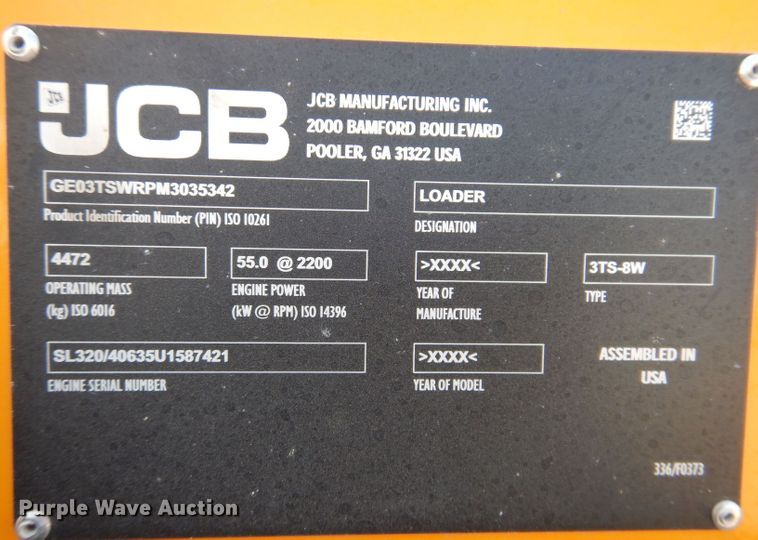 JCB
JCB MANUFACTURING INC.
2000 BAMFORD BOULEVARD
POOLER, GA 31322 USA
GE03TSWRPM3035342
Product Identification Number (PIN) ISO 10261
LOADER
DESIGNATION
4472
OPERATING MASS
(kg) ISO 6016
55.0 @ 2200
ENGINE POWER
(kW @ RPM) ISO 14396
>XXXX<
YEAR OF
MANUFACTURE
3TS-8W
TYPE
SL320/40635U1587421
ENGINE SERIAL NUMBER
>XXXX<
YEAR OF MODEL
ASSEMBLED IN
USA
336/F0373
Purple Wave Auction